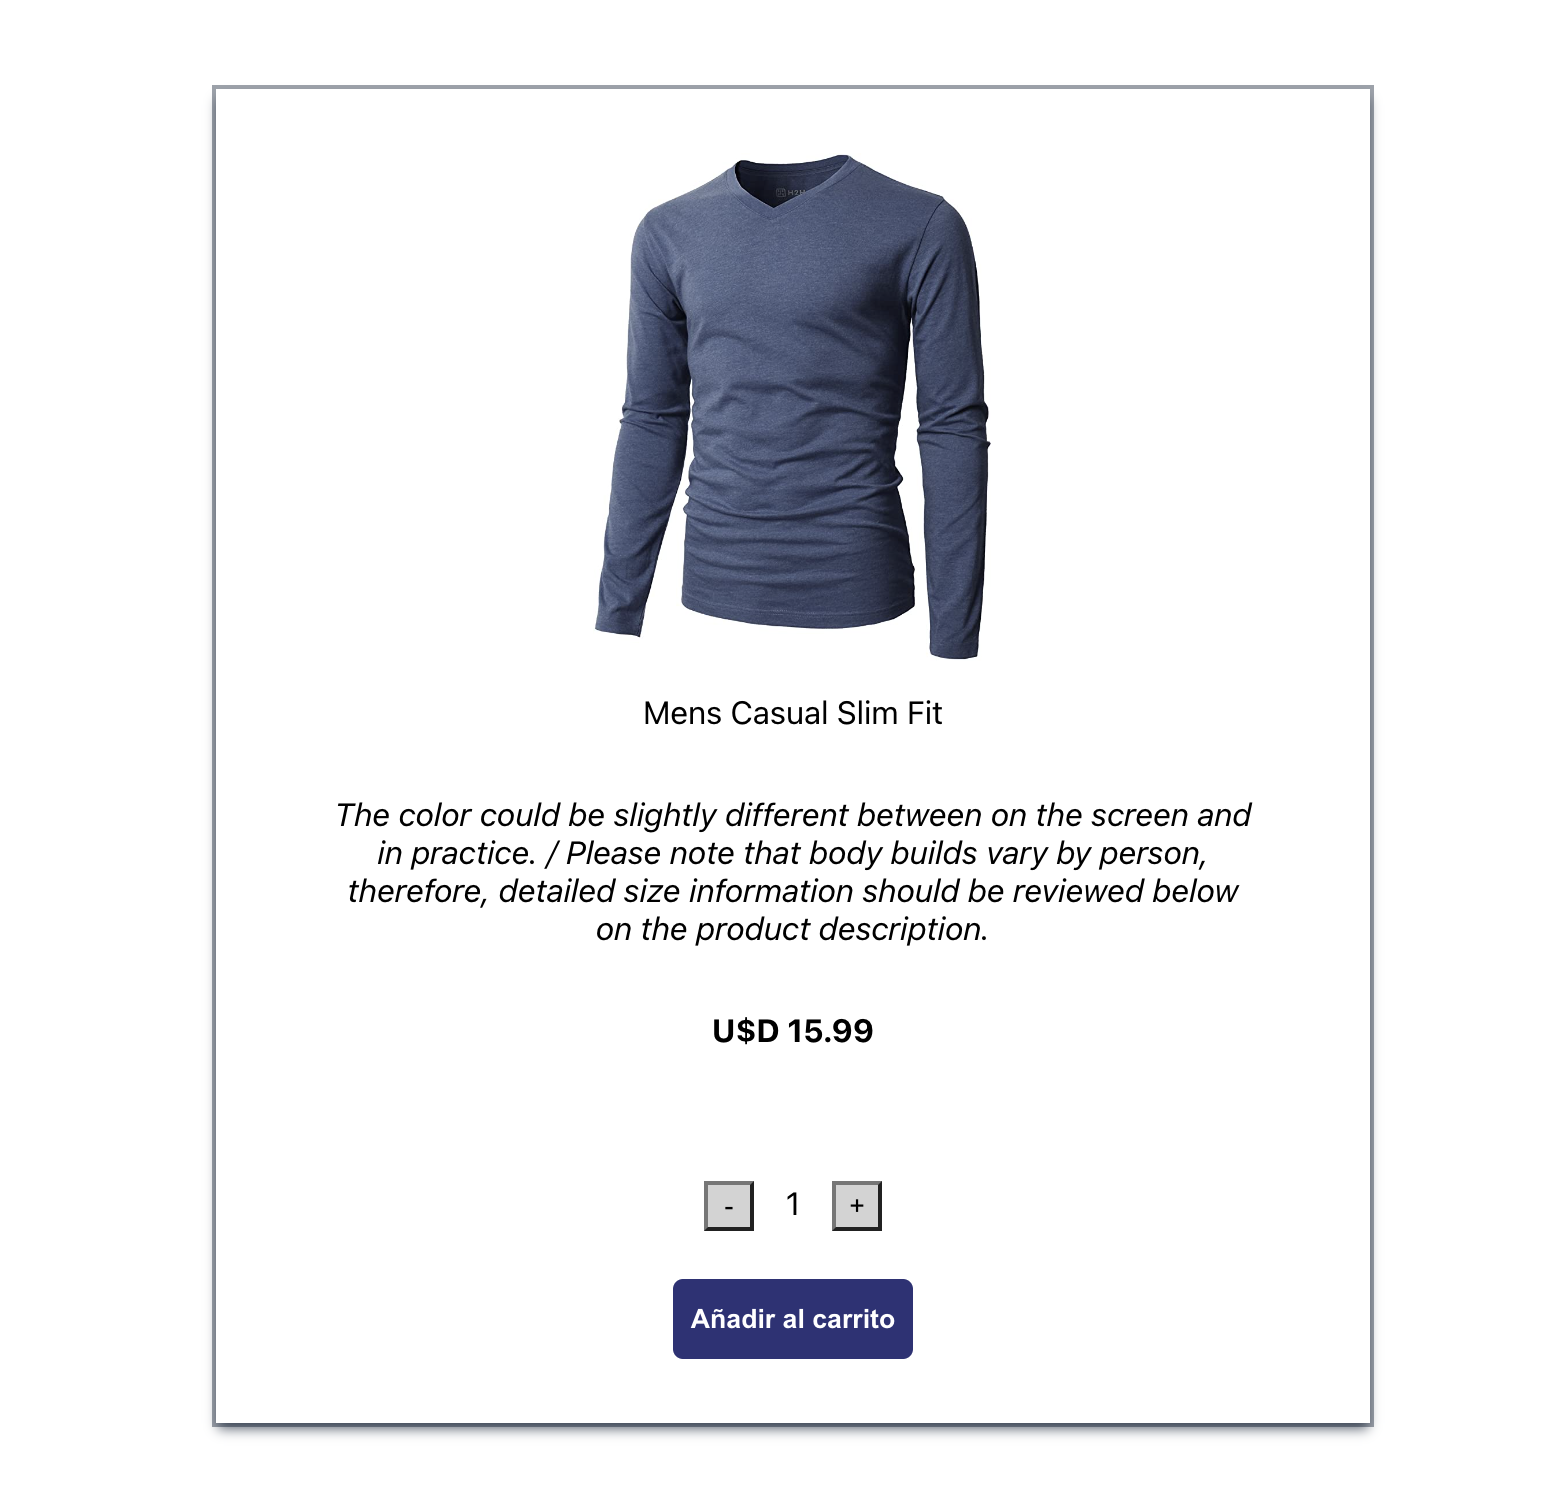 Mens Casual Slim Fit
The color could be slightly different between on the screen and
in practice. / Please note that body builds vary by person,
therefore, detailed size information should be reviewed below
on the product description.
U$D 15.99
- 1 +
Añadir al carrito